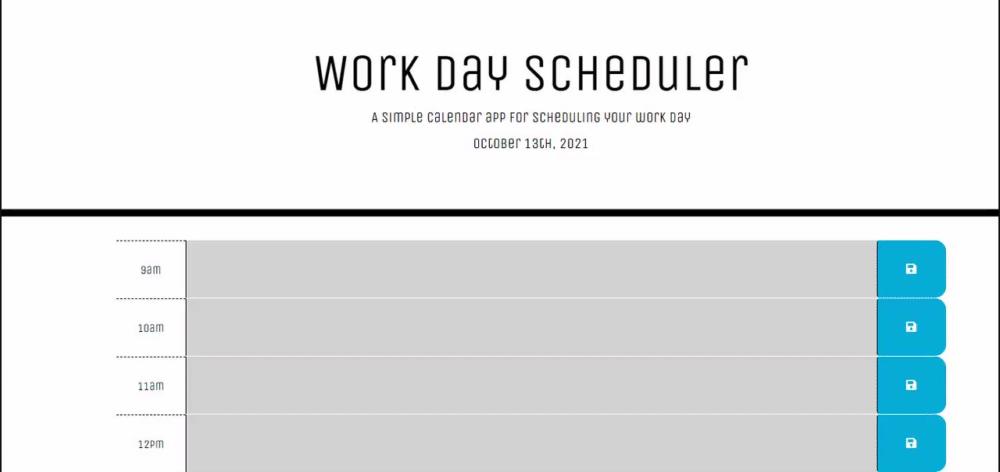 Work Day Scheduler
A simple calendar app for scheduling your work day
October 13th, 2021
9am
10am
11am
12pm